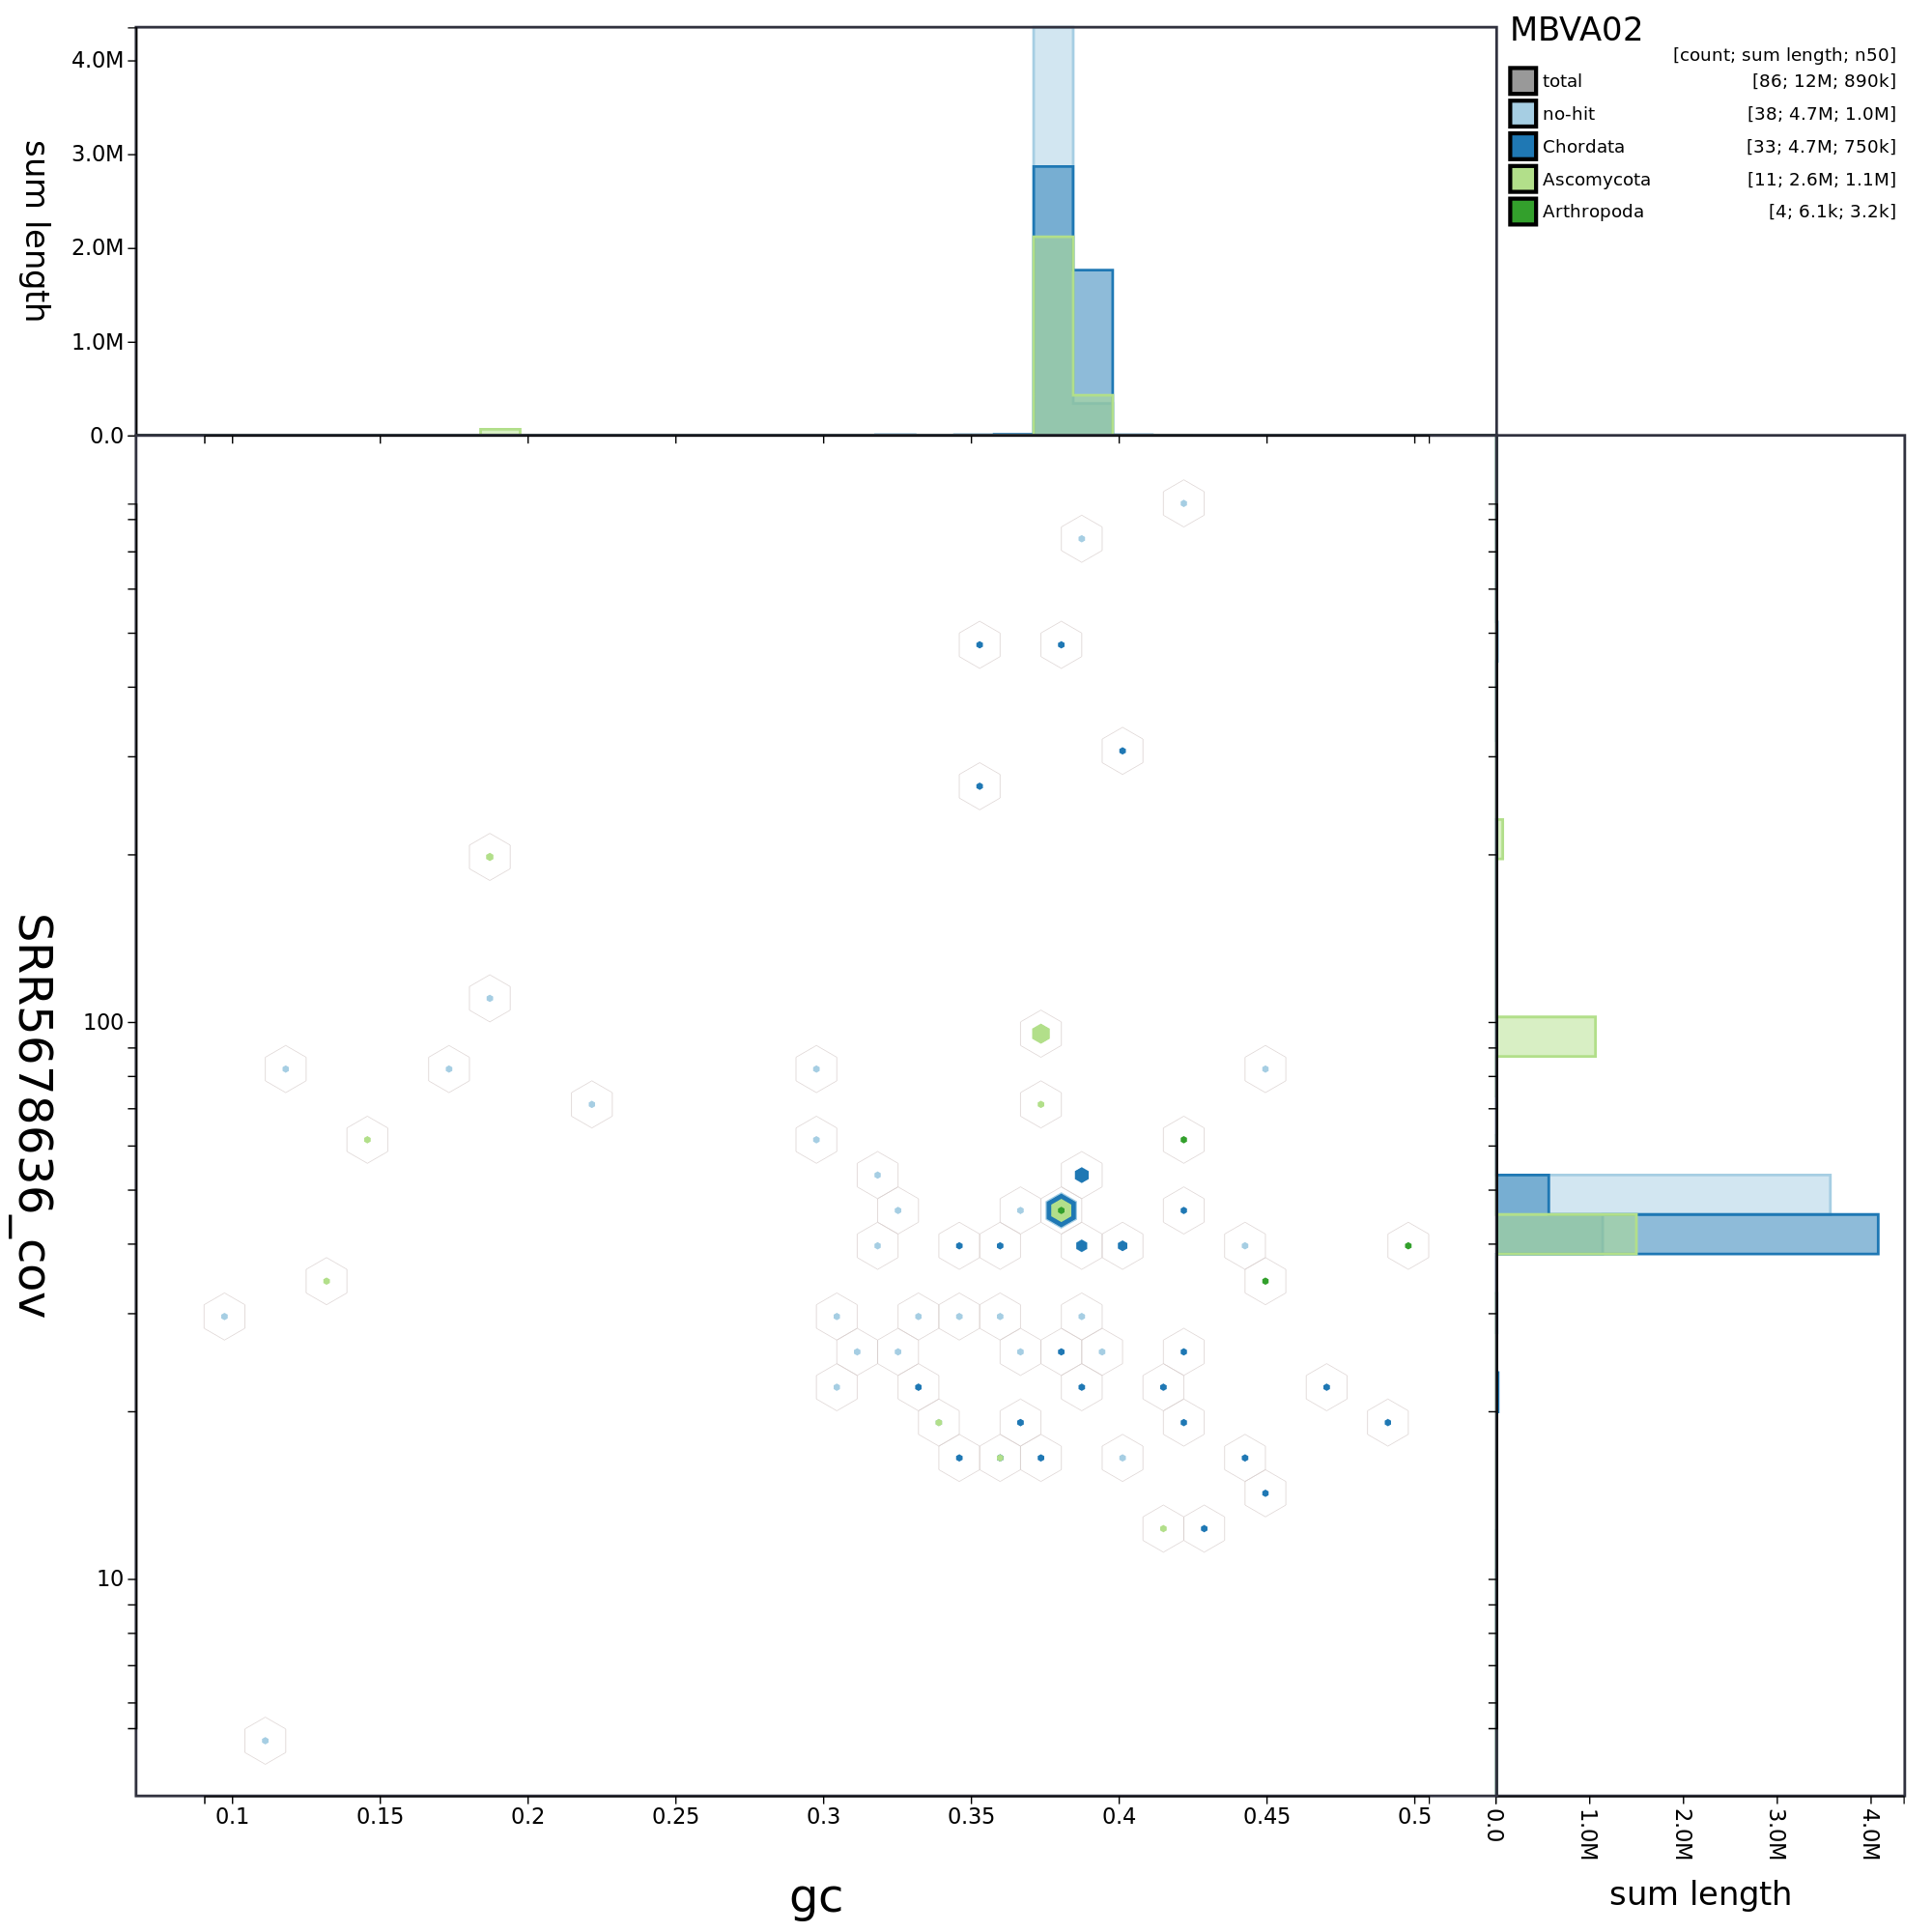 MBVA02
[count; sum length; n50]
total [86; 12M; 890k]
no-hit [38; 4.7M; 1.0M]
Chordata [33; 4.7M; 750k]
Ascomycota [11; 2.6M; 1.1M]
Arthropoda [4; 6.1k; 3.2k]
sum length
4.0M
3.0M
2.0M
1.0M
0.0
SRR5678636_cov
100
10
0.1 0.15 0.2 0.25 0.3 0.35 0.4 0.45 0.5
gc
0.0 1.0M 2.0M 3.0M 4.0M
sum length